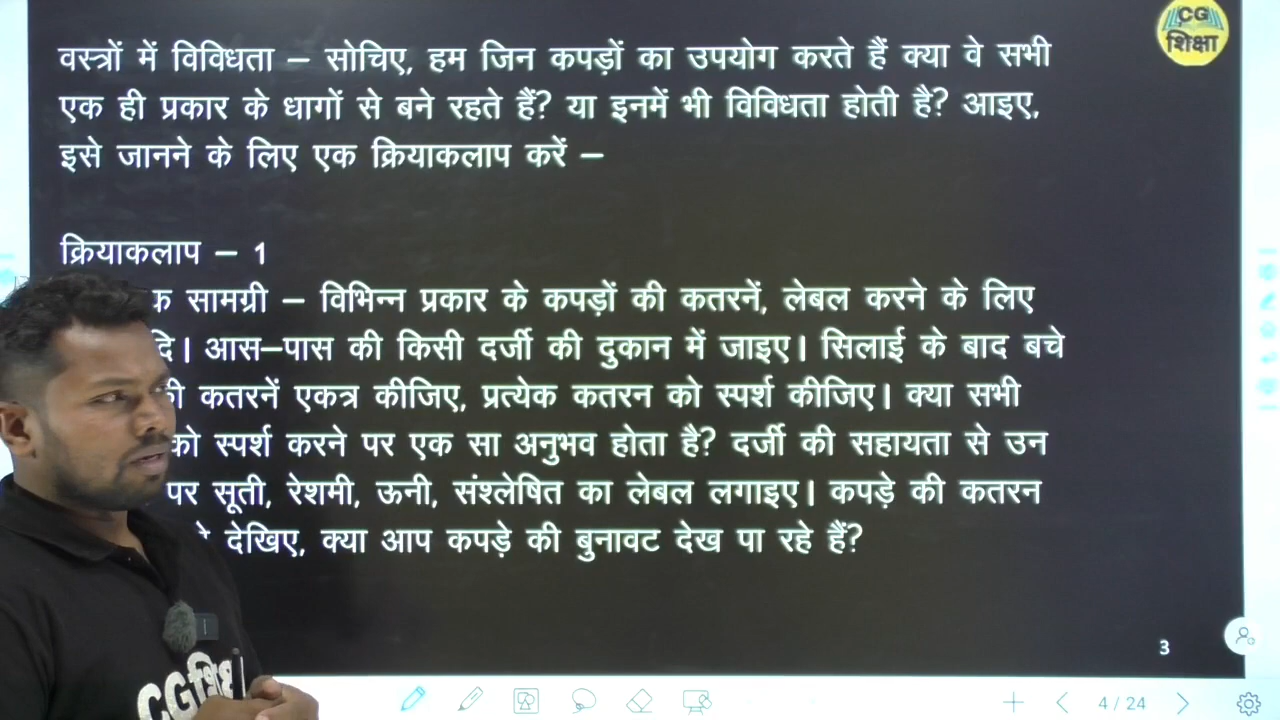 CG
शिक्षा
वस्त्रों में विविधता – सोचिए, हम जिन कपड़ों का उपयोग करते हैं क्या वे सभी
एक ही प्रकार के धागों से बने रहते हैं? या इनमें भी विविधता होती है? आइए,
इसे जानने के लिए एक क्रियाकलाप करें –
क्रियाकलाप – 1
क सामग्री – विभिन्न प्रकार के कपड़ों की कतरनें, लेबल करने के लिए
दि। आस–पास की किसी दर्जी की दुकान में जाइए। सिलाई के बाद बचे
की कतरनें एकत्र कीजिए, प्रत्येक कतरन को स्पर्श कीजिए। क्या सभी
को स्पर्श करने पर एक सा अनुभव होता है? दर्जी की सहायता से उन
पर सूती, रेशमी, ऊनी, संश्लेषित का लेबल लगाइए। कपड़े की कतरन
देखिए, क्या आप कपड़े की बुनावट देख पा रहे हैं?
3
CGशिक्ष
4 / 24